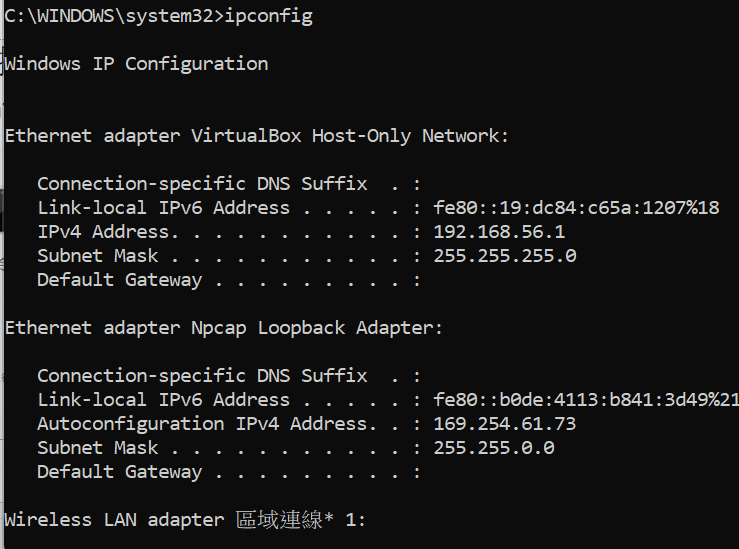 C:\WINDOWS\system32>ipconfig
Windows IP Configuration
Ethernet adapter VirtualBox Host-Only Network:
Connection-specific DNS Suffix  . :
Link-local IPv6 Address . . . . . : fe80::19:dc84:c65a:1207%18
IPv4 Address. . . . . . . . . . . : 192.168.56.1
Subnet Mask . . . . . . . . . . . : 255.255.255.0
Default Gateway . . . . . . . . . :
Ethernet adapter Npcap Loopback Adapter:
Connection-specific DNS Suffix  . :
Link-local IPv6 Address . . . . . : fe80::b0de:4113:b841:3d49%21
Autoconfiguration IPv4 Address. . : 169.254.61.73
Subnet Mask . . . . . . . . . . . : 255.255.0.0
Default Gateway . . . . . . . . . :
Wireless LAN adapter 區域連線* 1: